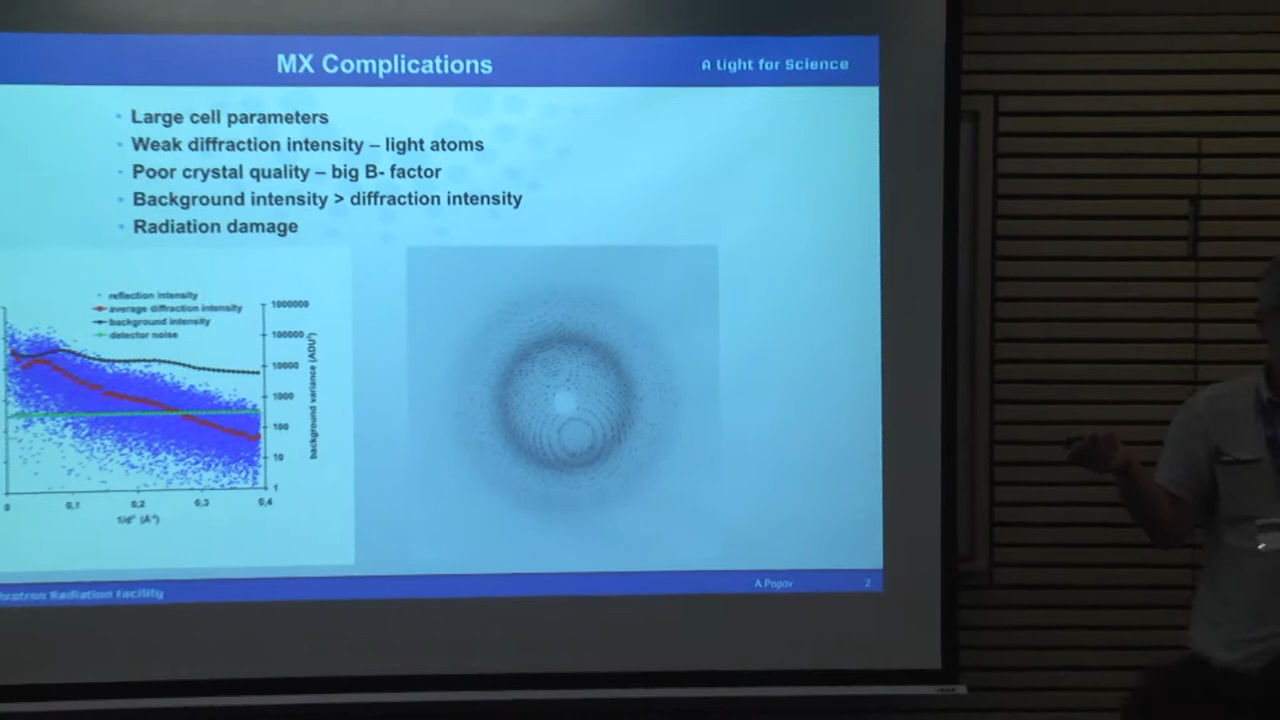 MX Complications
A Light for Science
Large cell parameters
Weak diffraction intensity – light atoms
Poor crystal quality – big B- factor
Background intensity > diffraction intensity
Radiation damage
reflection intensity
average diffraction intensity
background intensity
detector noise
1000000
100000
10000
1000
100
10
1
background variance (ADU²)
0 0,1 0,2 0,3 0,4
1/d² (Å⁻²)
Radiation Facility
A.Popov 2